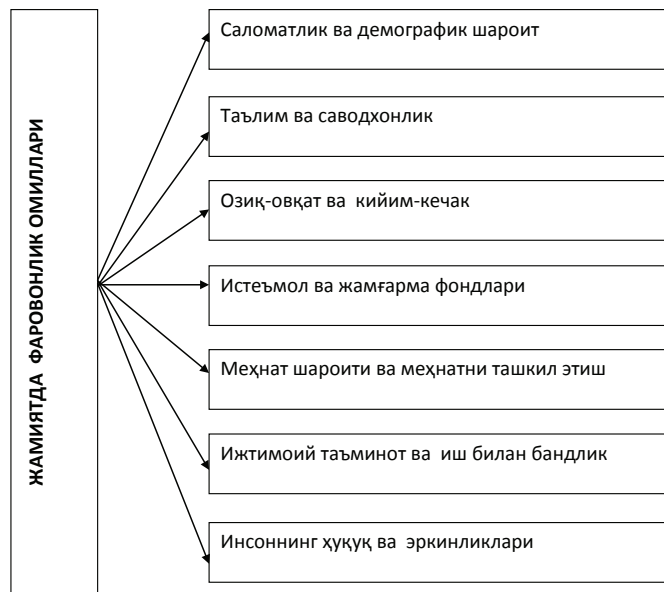 ЖАМИЯТДА ФАРОВОНЛИК ОМИЛЛАРИ
Саломатлик ва демографик шароит
Таълим ва саводхонлик
Озиқ-овқат ва кийим-кечак
Истеъмол ва жамғарма фондлари
Меҳнат шароити ва меҳнатни ташкил этиш
Ижтимоий таъминот ва иш билан бандлик
Инсоннинг ҳуқуқ ва эркинликлари